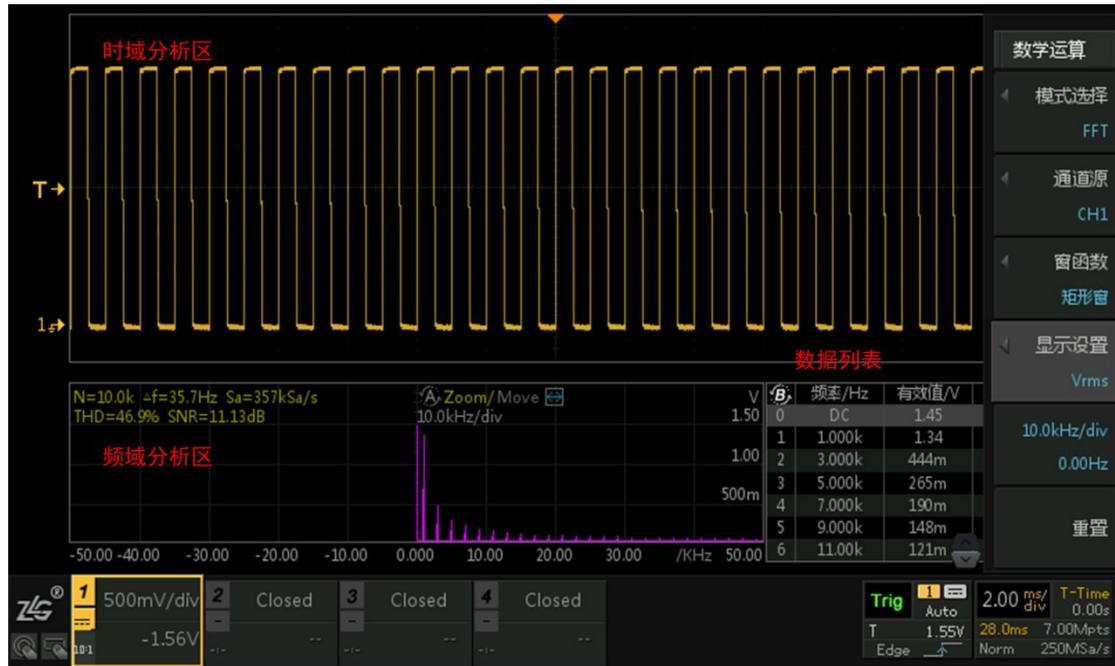 时域分析区
T
1
数据列表
N=10.0k △f=35.7Hz Sa=357kSa/s
THD=46.9% SNR=11.13dB
频域分析区
A Zoom/ Move
10.0kHz/div
V
1.50
1.00
500m
-50.00 -40.00 -30.00 -20.00 -10.00 0.000 10.00 20.00 30.00 /KHz 50.00
B 频率/Hz 有效值/V
0 DC 1.45
1 1.000k 1.34
2 3.000k 444m
3 5.000k 265m
4 7.000k 190m
5 9.000k 148m
6 11.00k 121m
数学运算
模式选择
FFT
通道源
CH1
窗函数
矩形窗
显示设置
Vrms
10.0kHz/div
0.00Hz
重置
ZLG®
1 500mV/div
10:1 -1.56V
2 Closed
- --
-:-
3 Closed
- --
-:-
4 Closed
- --
-:-
Trig 1 Auto
T 1.55V
Edge
2.00 ms/div T-Time 0.00s
28.0ms 7.00Mpts
Norm 250MSa/s